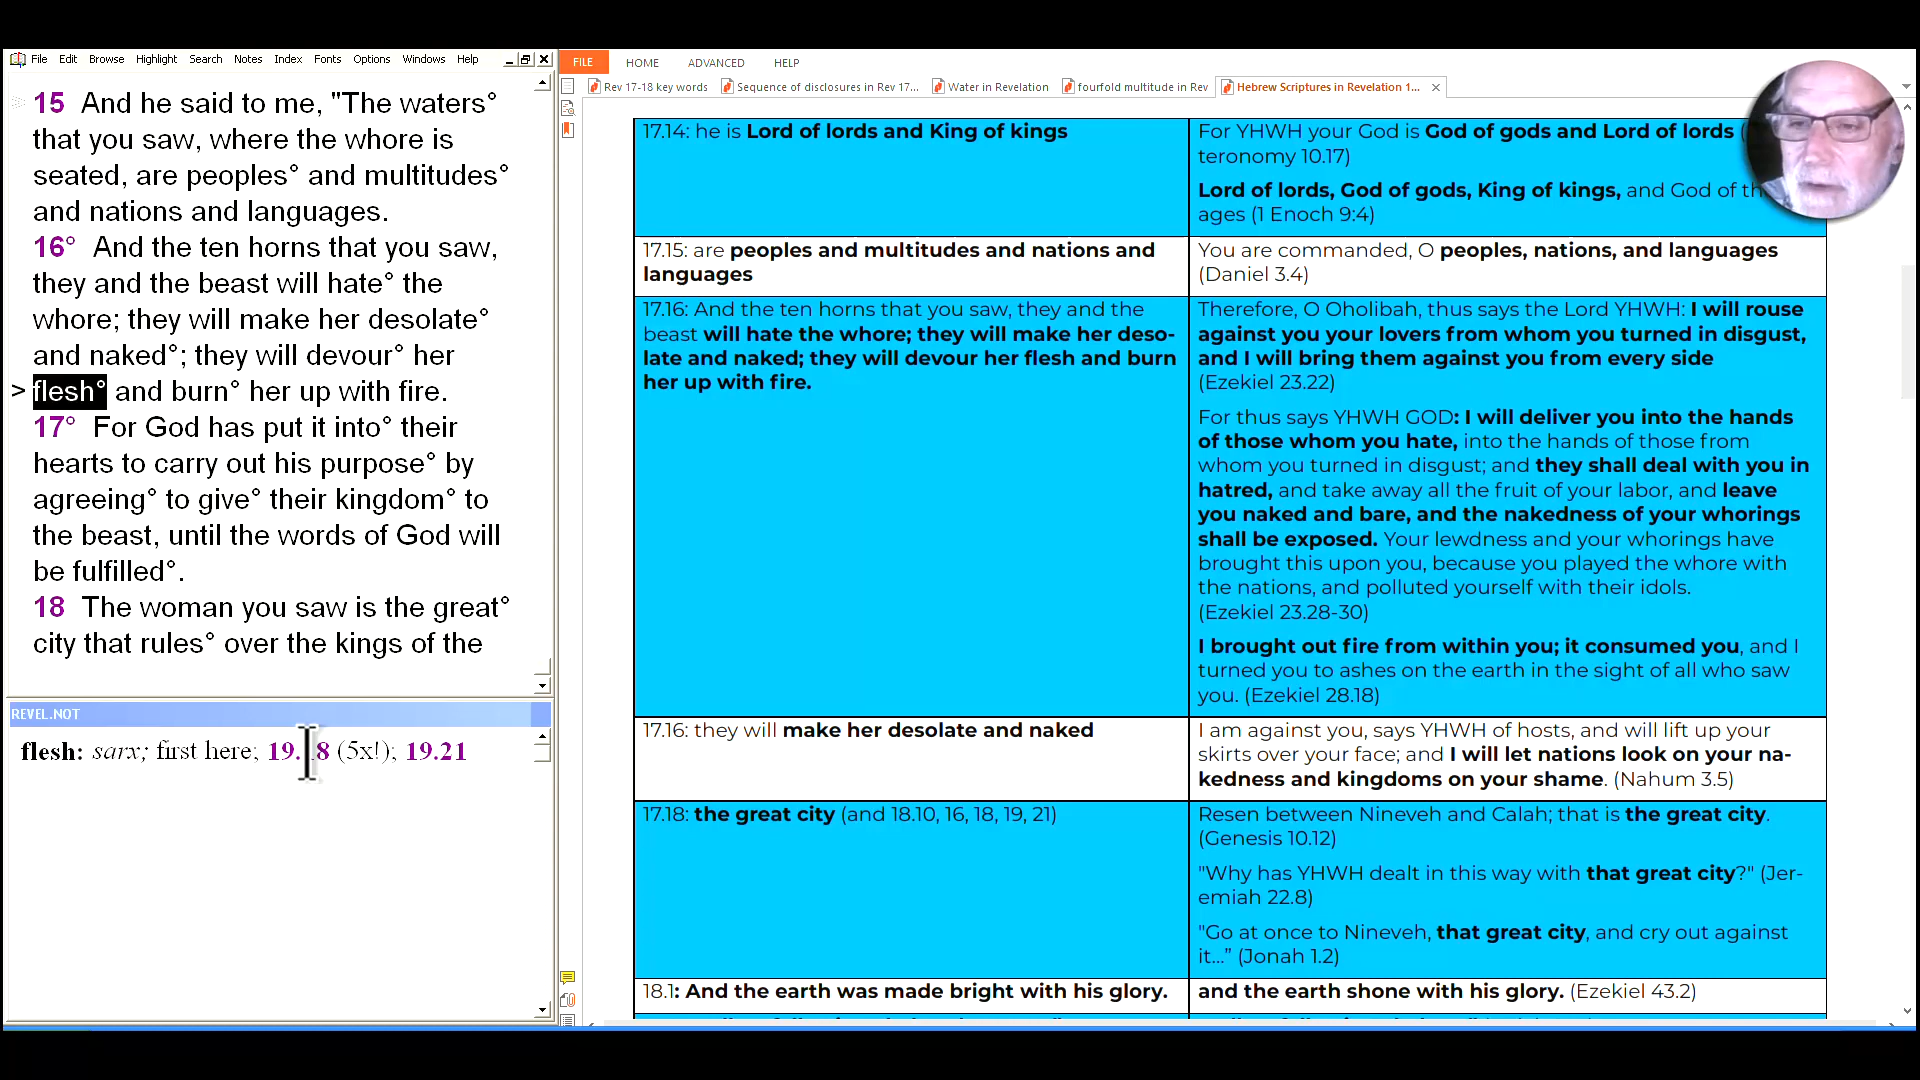 File Edit Browse Highlight Search Notes Index Fonts Options Windows Help
15 And he said to me, "The waters°
that you saw, where the whore is
seated, are peoples° and multitudes°
and nations and languages.
16° And the ten horns that you saw,
they and the beast will hate° the
whore; they will make her desolate°
and naked°; they will devour° her
> flesh° and burn° her up with fire.
17° For God has put it into° their
hearts to carry out his purpose° by
agreeing° to give° their kingdom° to
the beast, until the words of God will
be fulfilled°.
18 The woman you saw is the great°
city that rules° over the kings of the
REVEL.NOT
flesh: sarx; first here; 19.18 (5x!); 19.21
FILE HOME ADVANCED HELP
Rev 17-18 key words
Sequence of disclosures in Rev 17...
Water in Revelation
fourfold multitude in Rev
Hebrew Scriptures in Revelation 1...
17.14: he is Lord of lords and King of kings
For YHWH your God is God of gods and Lord of lords
teronomy 10.17)
Lord of lords, God of gods, King of kings, and God of
ages (1 Enoch 9:4)
17.15: are peoples and multitudes and nations and
languages
You are commanded, O peoples, nations, and languages
(Daniel 3.4)
17.16: And the ten horns that you saw, they and the
beast will hate the whore; they will make her deso-
late and naked; they will devour her flesh and burn
her up with fire.
Therefore, O Oholibah, thus says the Lord YHWH: I will rouse
against you your lovers from whom you turned in disgust,
and I will bring them against you from every side
(Ezekiel 23.22)
For thus says YHWH GOD: I will deliver you into the hands
of those whom you hate, into the hands of those from
whom you turned in disgust; and they shall deal with you in
hatred, and take away all the fruit of your labor, and leave
you naked and bare, and the nakedness of your whorings
shall be exposed. Your lewdness and your whorings have
brought this upon you, because you played the whore with
the nations, and polluted yourself with their idols.
(Ezekiel 23.28-30)
I brought out fire from within you; it consumed you, and I
turned you to ashes on the earth in the sight of all who saw
you. (Ezekiel 28.18)
17.16: they will make her desolate and naked
I am against you, says YHWH of hosts, and will lift up your
skirts over your face; and I will let nations look on your na-
kedness and kingdoms on your shame. (Nahum 3.5)
17.18: the great city (and 18.10, 16, 18, 19, 21)
Resen between Nineveh and Calah; that is the great city.
(Genesis 10.12)
"Why has YHWH dealt in this way with that great city?" (Jer-
emiah 22.8)
"Go at once to Nineveh, that great city, and cry out against
it..." (Jonah 1.2)
18.1: And the earth was made bright with his glory.
and the earth shone with his glory. (Ezekiel 43.2)